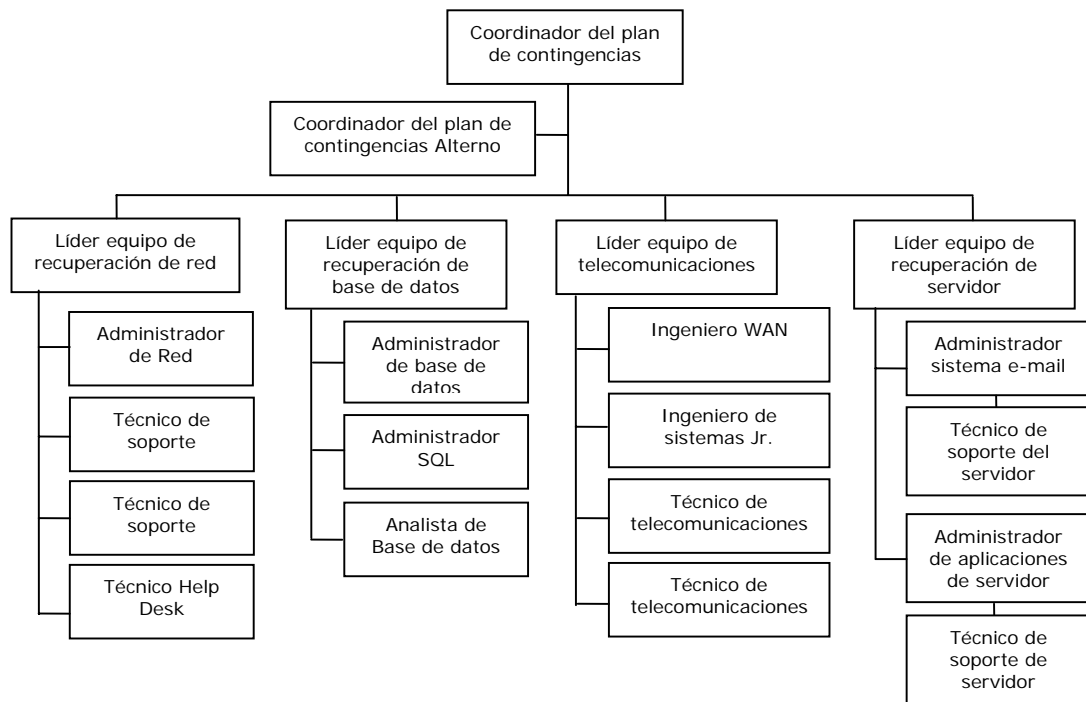 Coordinador del plan
de contingencias
Coordinador del plan de
contingencias Alterno
Líder equipo de
recuperación de red
Administrador
de Red
Técnico de
soporte
Técnico de
soporte
Técnico Help
Desk
Líder equipo de
recuperación de
base de datos
Administrador
de base de
datos
Administrador
SQL
Analista de
Base de datos
Líder equipo de
telecomunicaciones
Ingeniero WAN
Ingeniero de
sistemas Jr.
Técnico de
telecomunicaciones
Técnico de
telecomunicaciones
Líder equipo de
recuperación de
servidor
Administrador
sistema e-mail
Técnico de
soporte del
servidor
Administrador
de aplicaciones
de servidor
Técnico de
soporte de
servidor